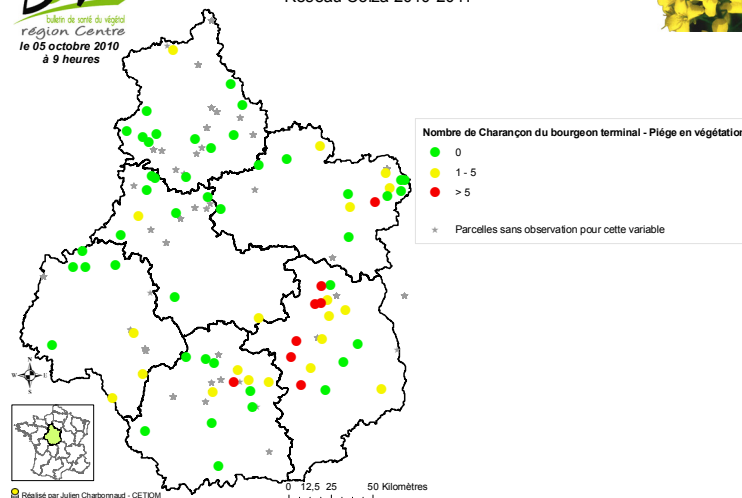 bulletin de santé du végétal
région Centre
le 05 octobre 2010
à 9 heures
Nombre de Charançon du bourgeon terminal - Piége en végétation
0
1 - 5
> 5
Parcelles sans observation pour cette variable
N
W E
S
0 12,5 25 50 Kilomètres
Réalisé par Julien Charbonnaud - CETIOM